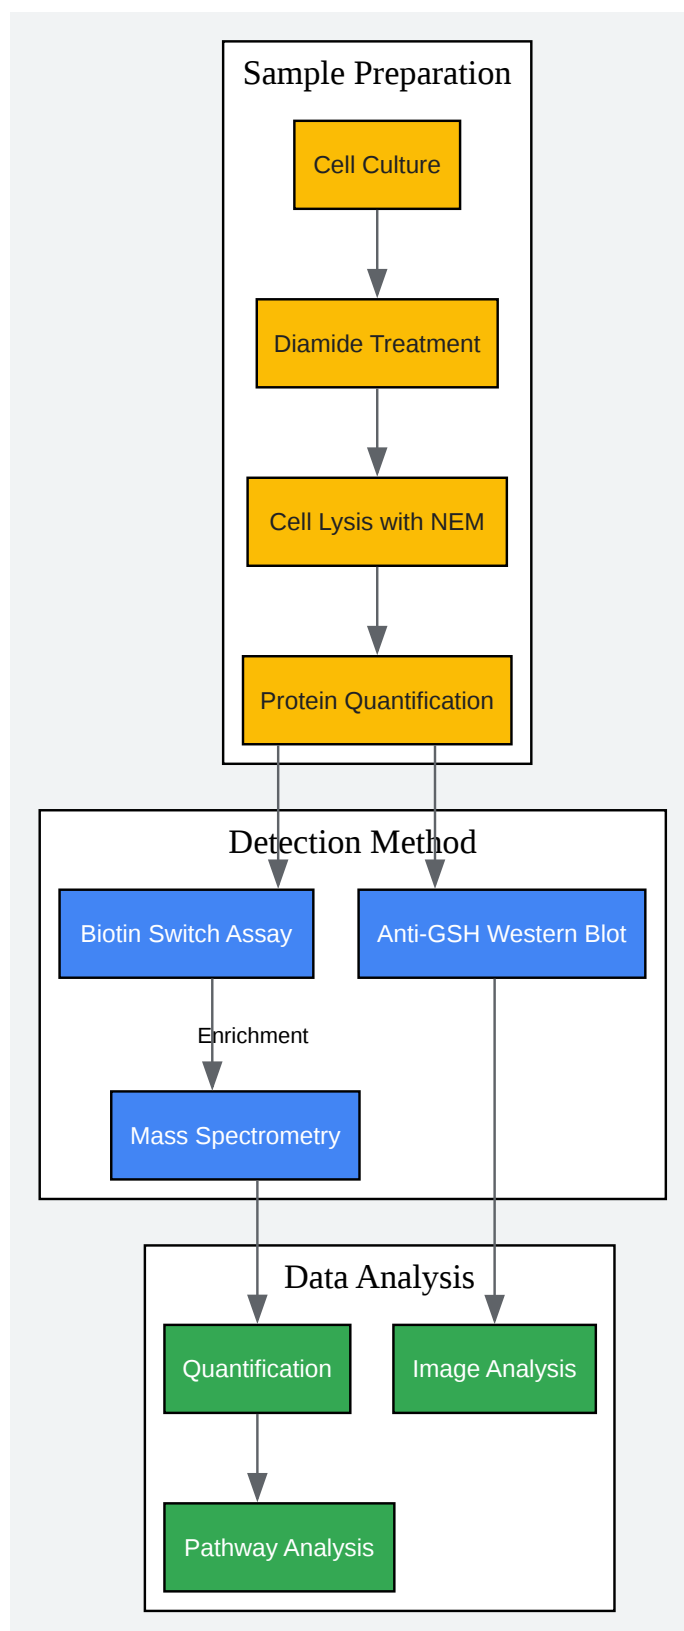 Sample Preparation
Cell Culture
Diamide Treatment
Cell Lysis with NEM
Protein Quantification
Detection Method
Biotin Switch Assay
Anti-GSH Western Blot
Enrichment
Mass Spectrometry
Data Analysis
Quantification
Image Analysis
Pathway Analysis